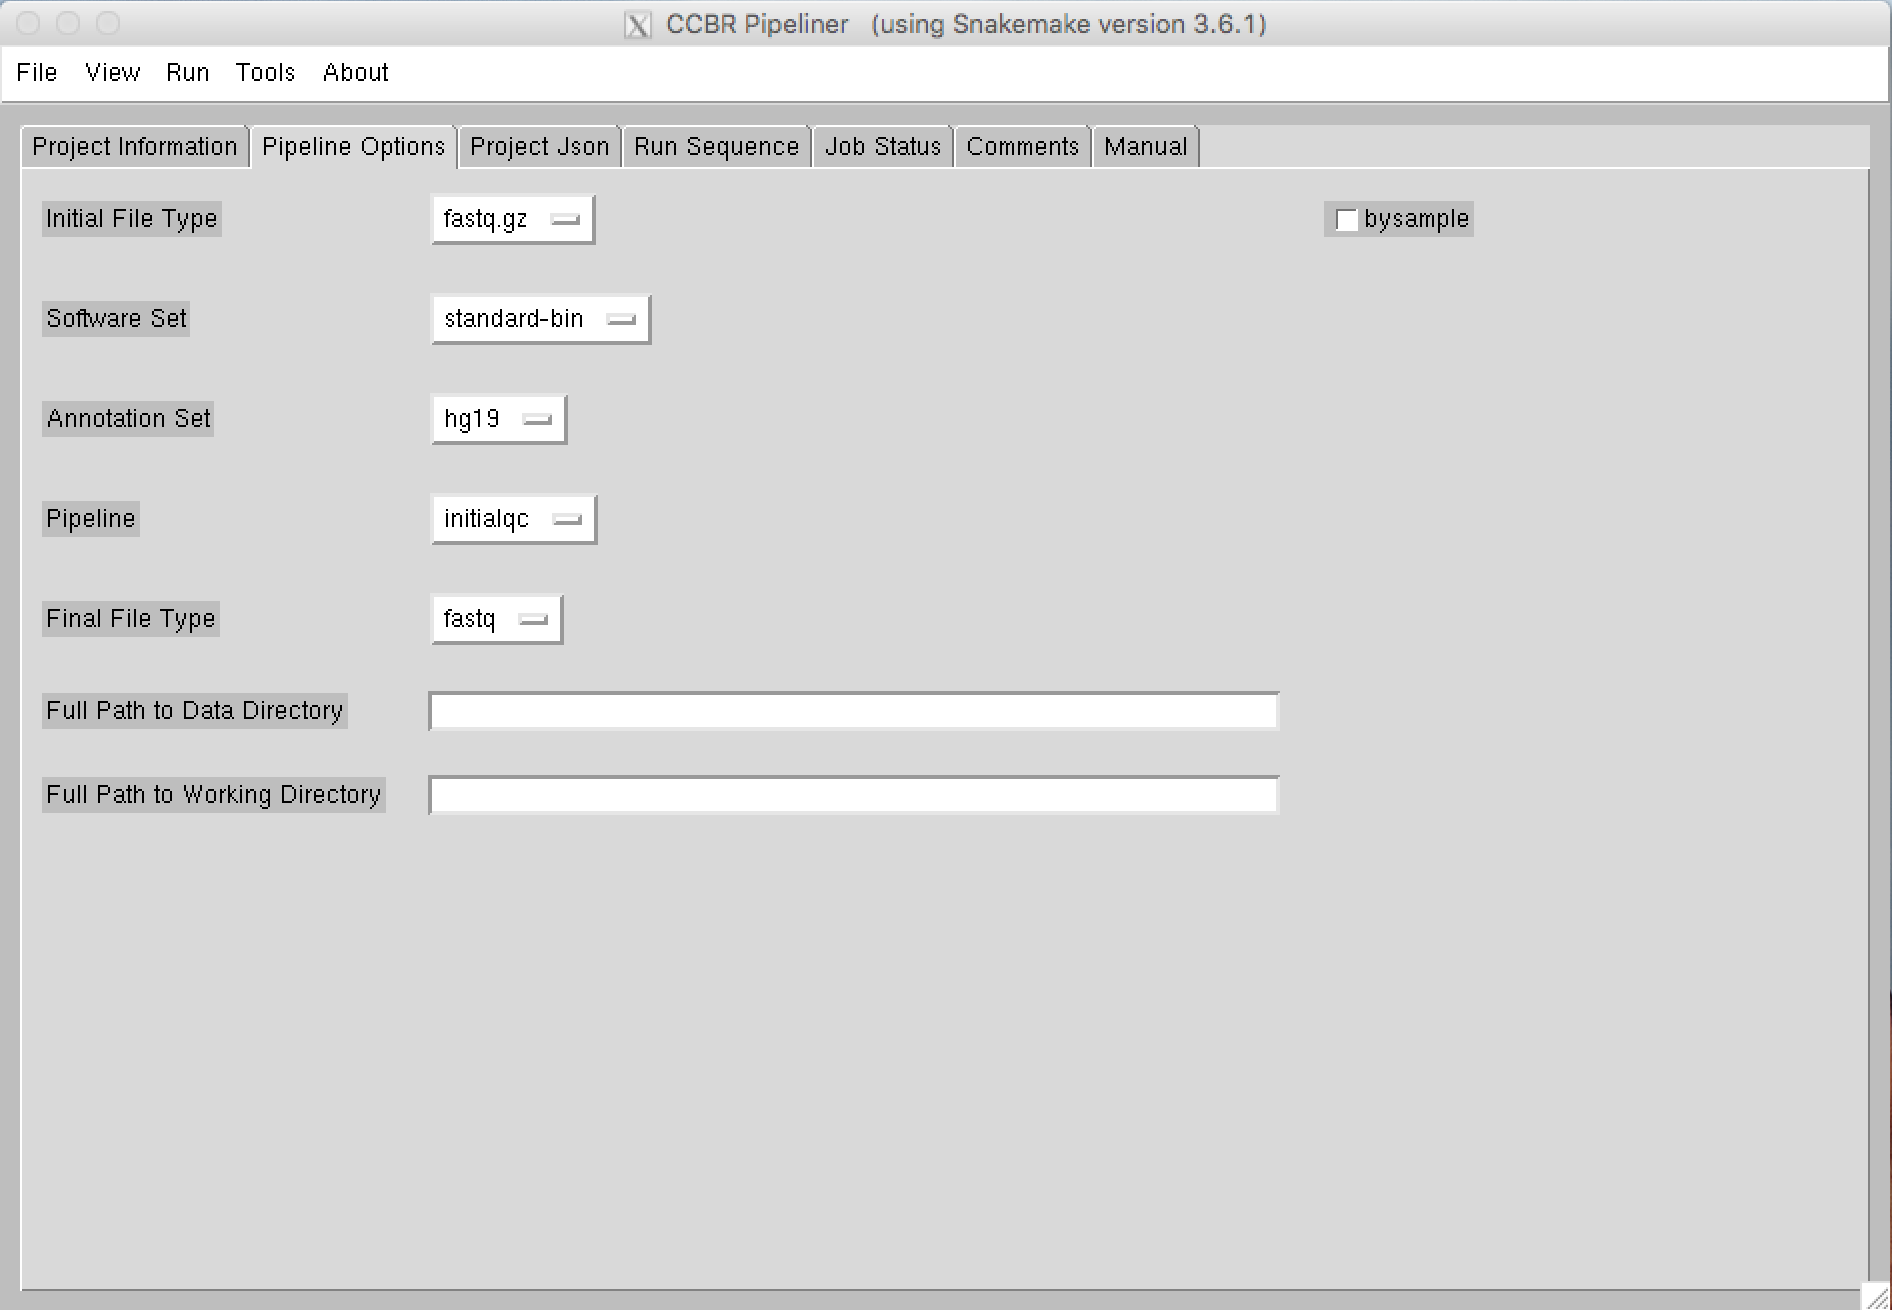 X CCBR Pipeliner (using Snakemake version 3.6.1)
File View Run Tools About
Project Information Pipeline Options Project Json Run Sequence Job Status Comments Manual
Initial File Type fastq.gz bysample
Software Set standard-bin
Annotation Set hg19
Pipeline initialqc
Final File Type fastq
Full Path to Data Directory
Full Path to Working Directory